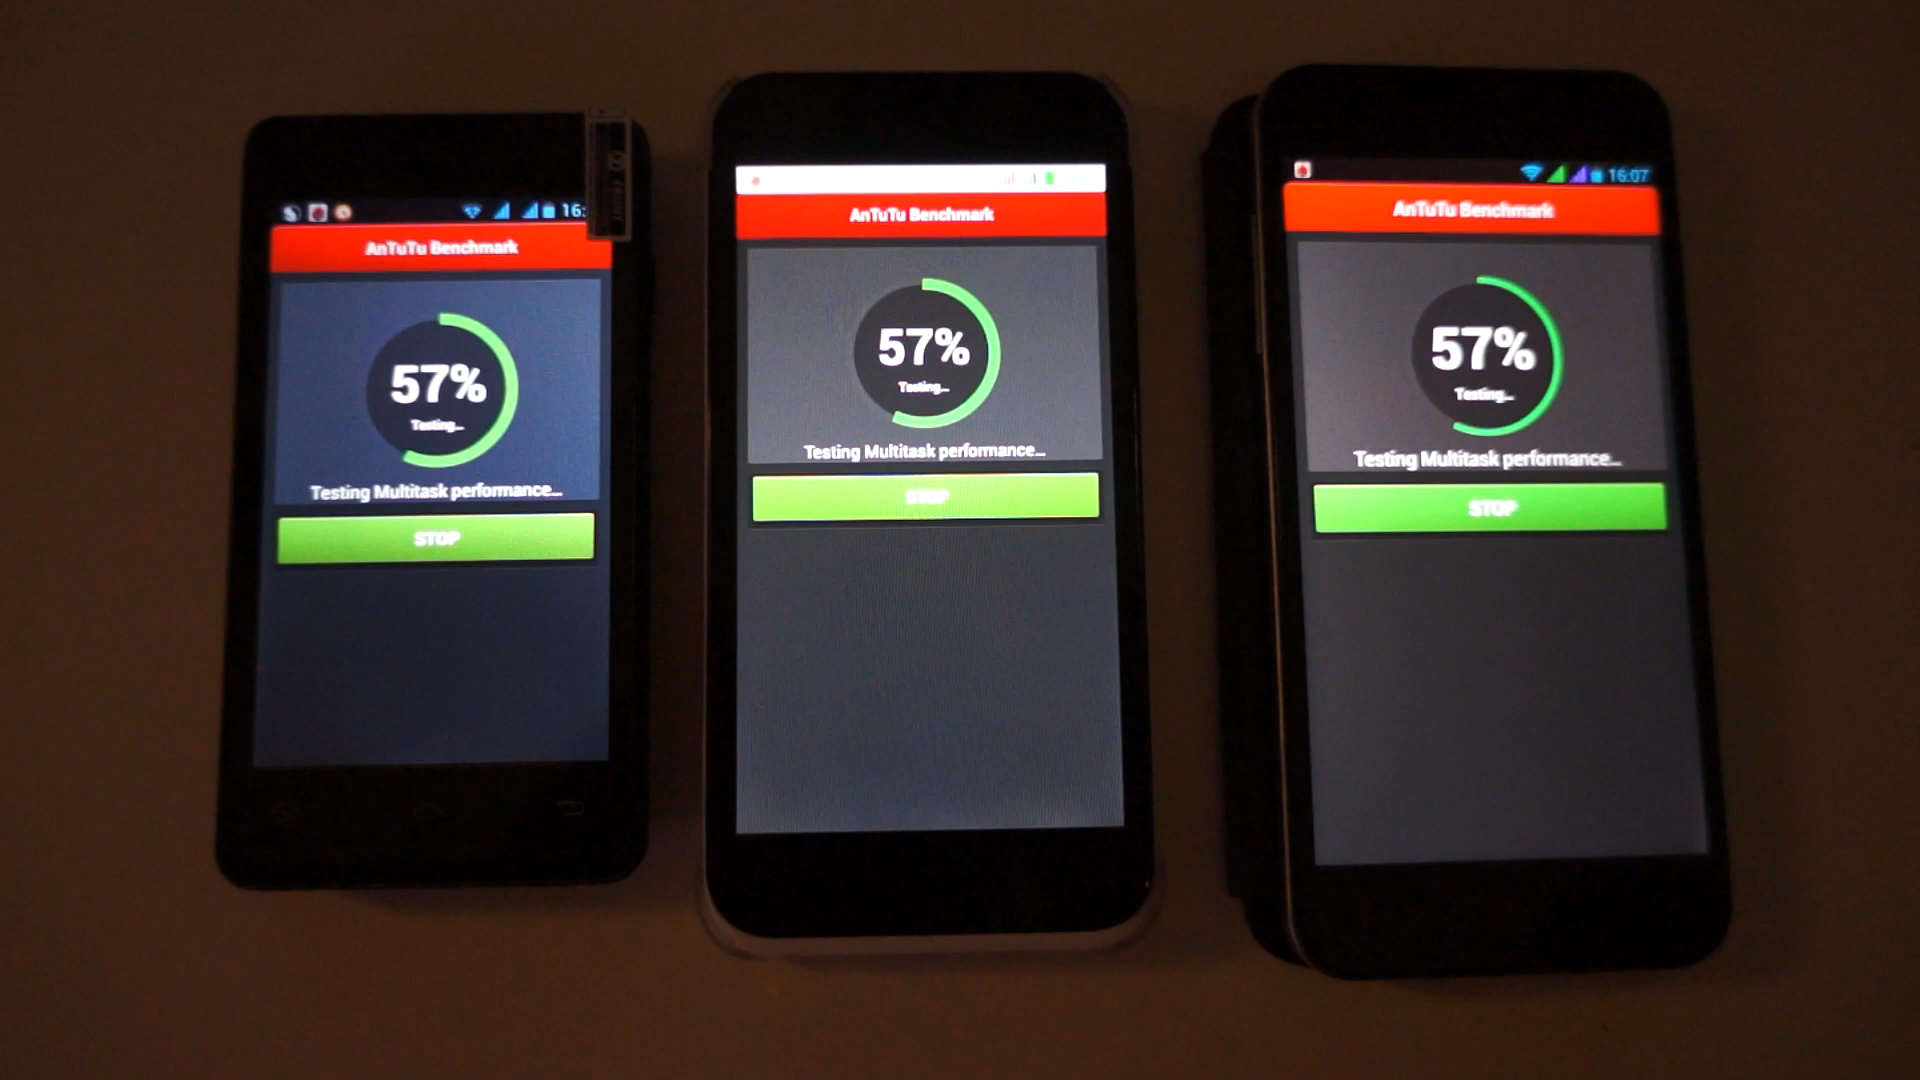 16:
AnTuTu Benchmark
57%
Testing...
Testing Multitask performance...
STOP
AnTuTu Benchmark
57%
Testing...
Testing Multitask performance...
STOP
16:07
AnTuTu Benchmark
57%
Testing...
Testing Multitask performance...
STOP